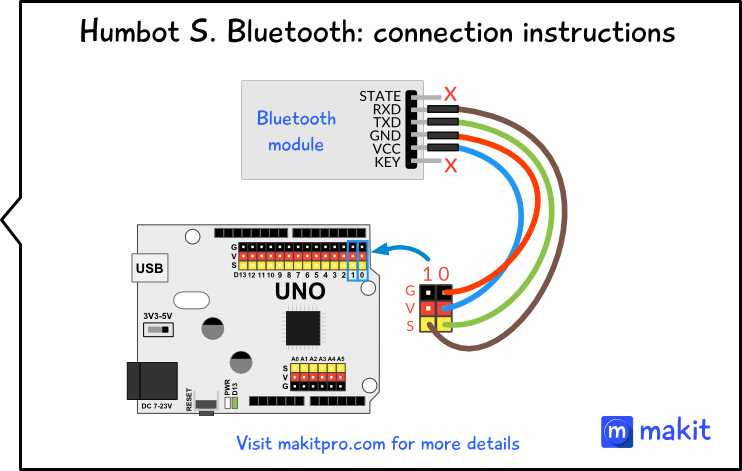 Humbot S. Bluetooth: connection instructions
Bluetooth
module
STATE
RXD
TXD
GND
VCC
KEY
X
X
1 0
G
V
S
G
V
S
D13 12 11 10 9 8 7 6 5 4 3 2 1 0
USB
UNO
3V3-5V
A0 A1 A2 A3 A4 A5
S
V
G
DC 7-23V
RESET
PWR
D13
Visit makitpro.com for more details
m makit